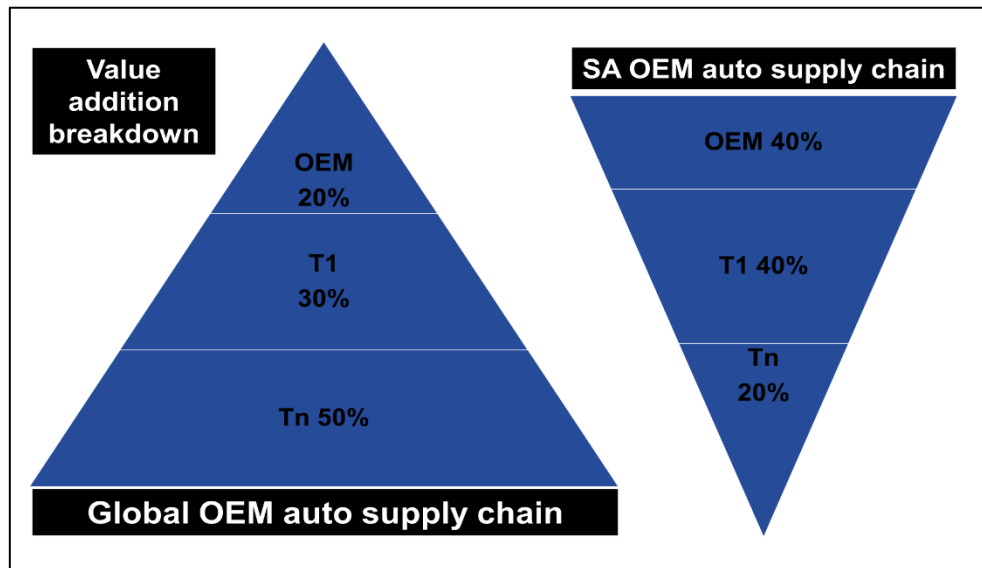 Value
addition
breakdown
OEM
20%
T1
30%
Tn 50%
Global OEM auto supply chain
SA OEM auto supply chain
OEM 40%
T1 40%
Tn
20%